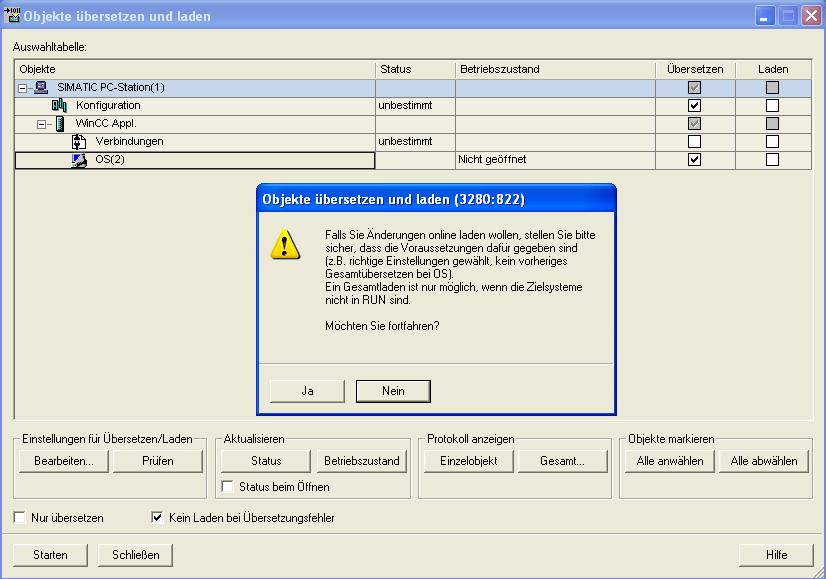 Objekte übersetzen und laden
Auswahltabelle:
Objekte Status Betriebszustand Übersetzen Laden
SIMATIC PC-Station(1)
Konfiguration unbestimmt
WinCC Appl.
Verbindungen unbestimmt
OS(2) Nicht geöffnet
Objekte übersetzen und laden (3280:822)
Falls Sie Änderungen online laden wollen, stellen Sie bitte
sicher, dass die Voraussetzungen dafür gegeben sind
(z.B. richtige Einstellungen gewählt, kein vorheriges
Gesamtübersetzen bei OS).
Ein Gesamtladen ist nur möglich, wenn die Zielsysteme
nicht in RUN sind.
Möchten Sie fortfahren?
Ja Nein
Einstellungen für Übersetzen/Laden Aktualisieren Protokoll anzeigen Objekte markieren
Bearbeiten... Prüfen Status Betriebszustand Einzelobjekt Gesamt... Alle anwählen Alle abwählen
Status beim Öffnen
Nur übersetzen Kein Laden bei Übersetzungsfehler
Starten Schließen Hilfe